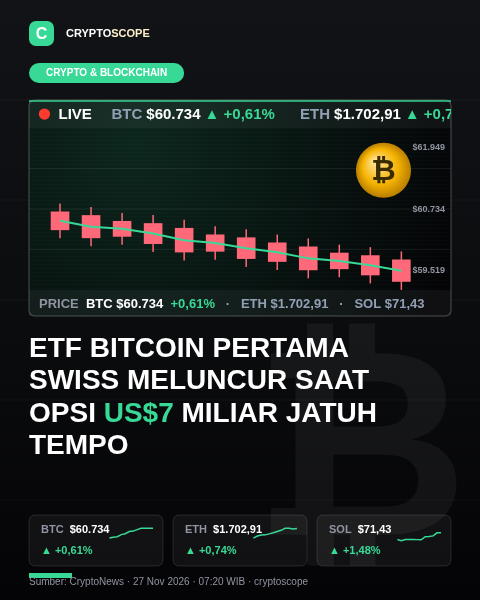 C CRYPTOSCOPE
CRYPTO & BLOCKCHAIN
LIVE BTC $60.734 ▲ +0,61% ETH $1.702,91 ▲ +0,7
₿
$61.949
$60.734
$59.519
PRICE BTC $60.734 +0,61% · ETH $1.702,91 · SOL $71,43
ETF BITCOIN PERTAMA
SWISS MELUNCUR SAAT
OPSI US$7 MILIAR JATUH
TEMPO
BTC $60.734
▲ +0,61%
ETH $1.702,91
▲ +0,74%
SOL $71,43
▲ +1,48%
Sumber: CryptoNews · 27 Nov 2026 · 07:20 WIB · cryptoscope